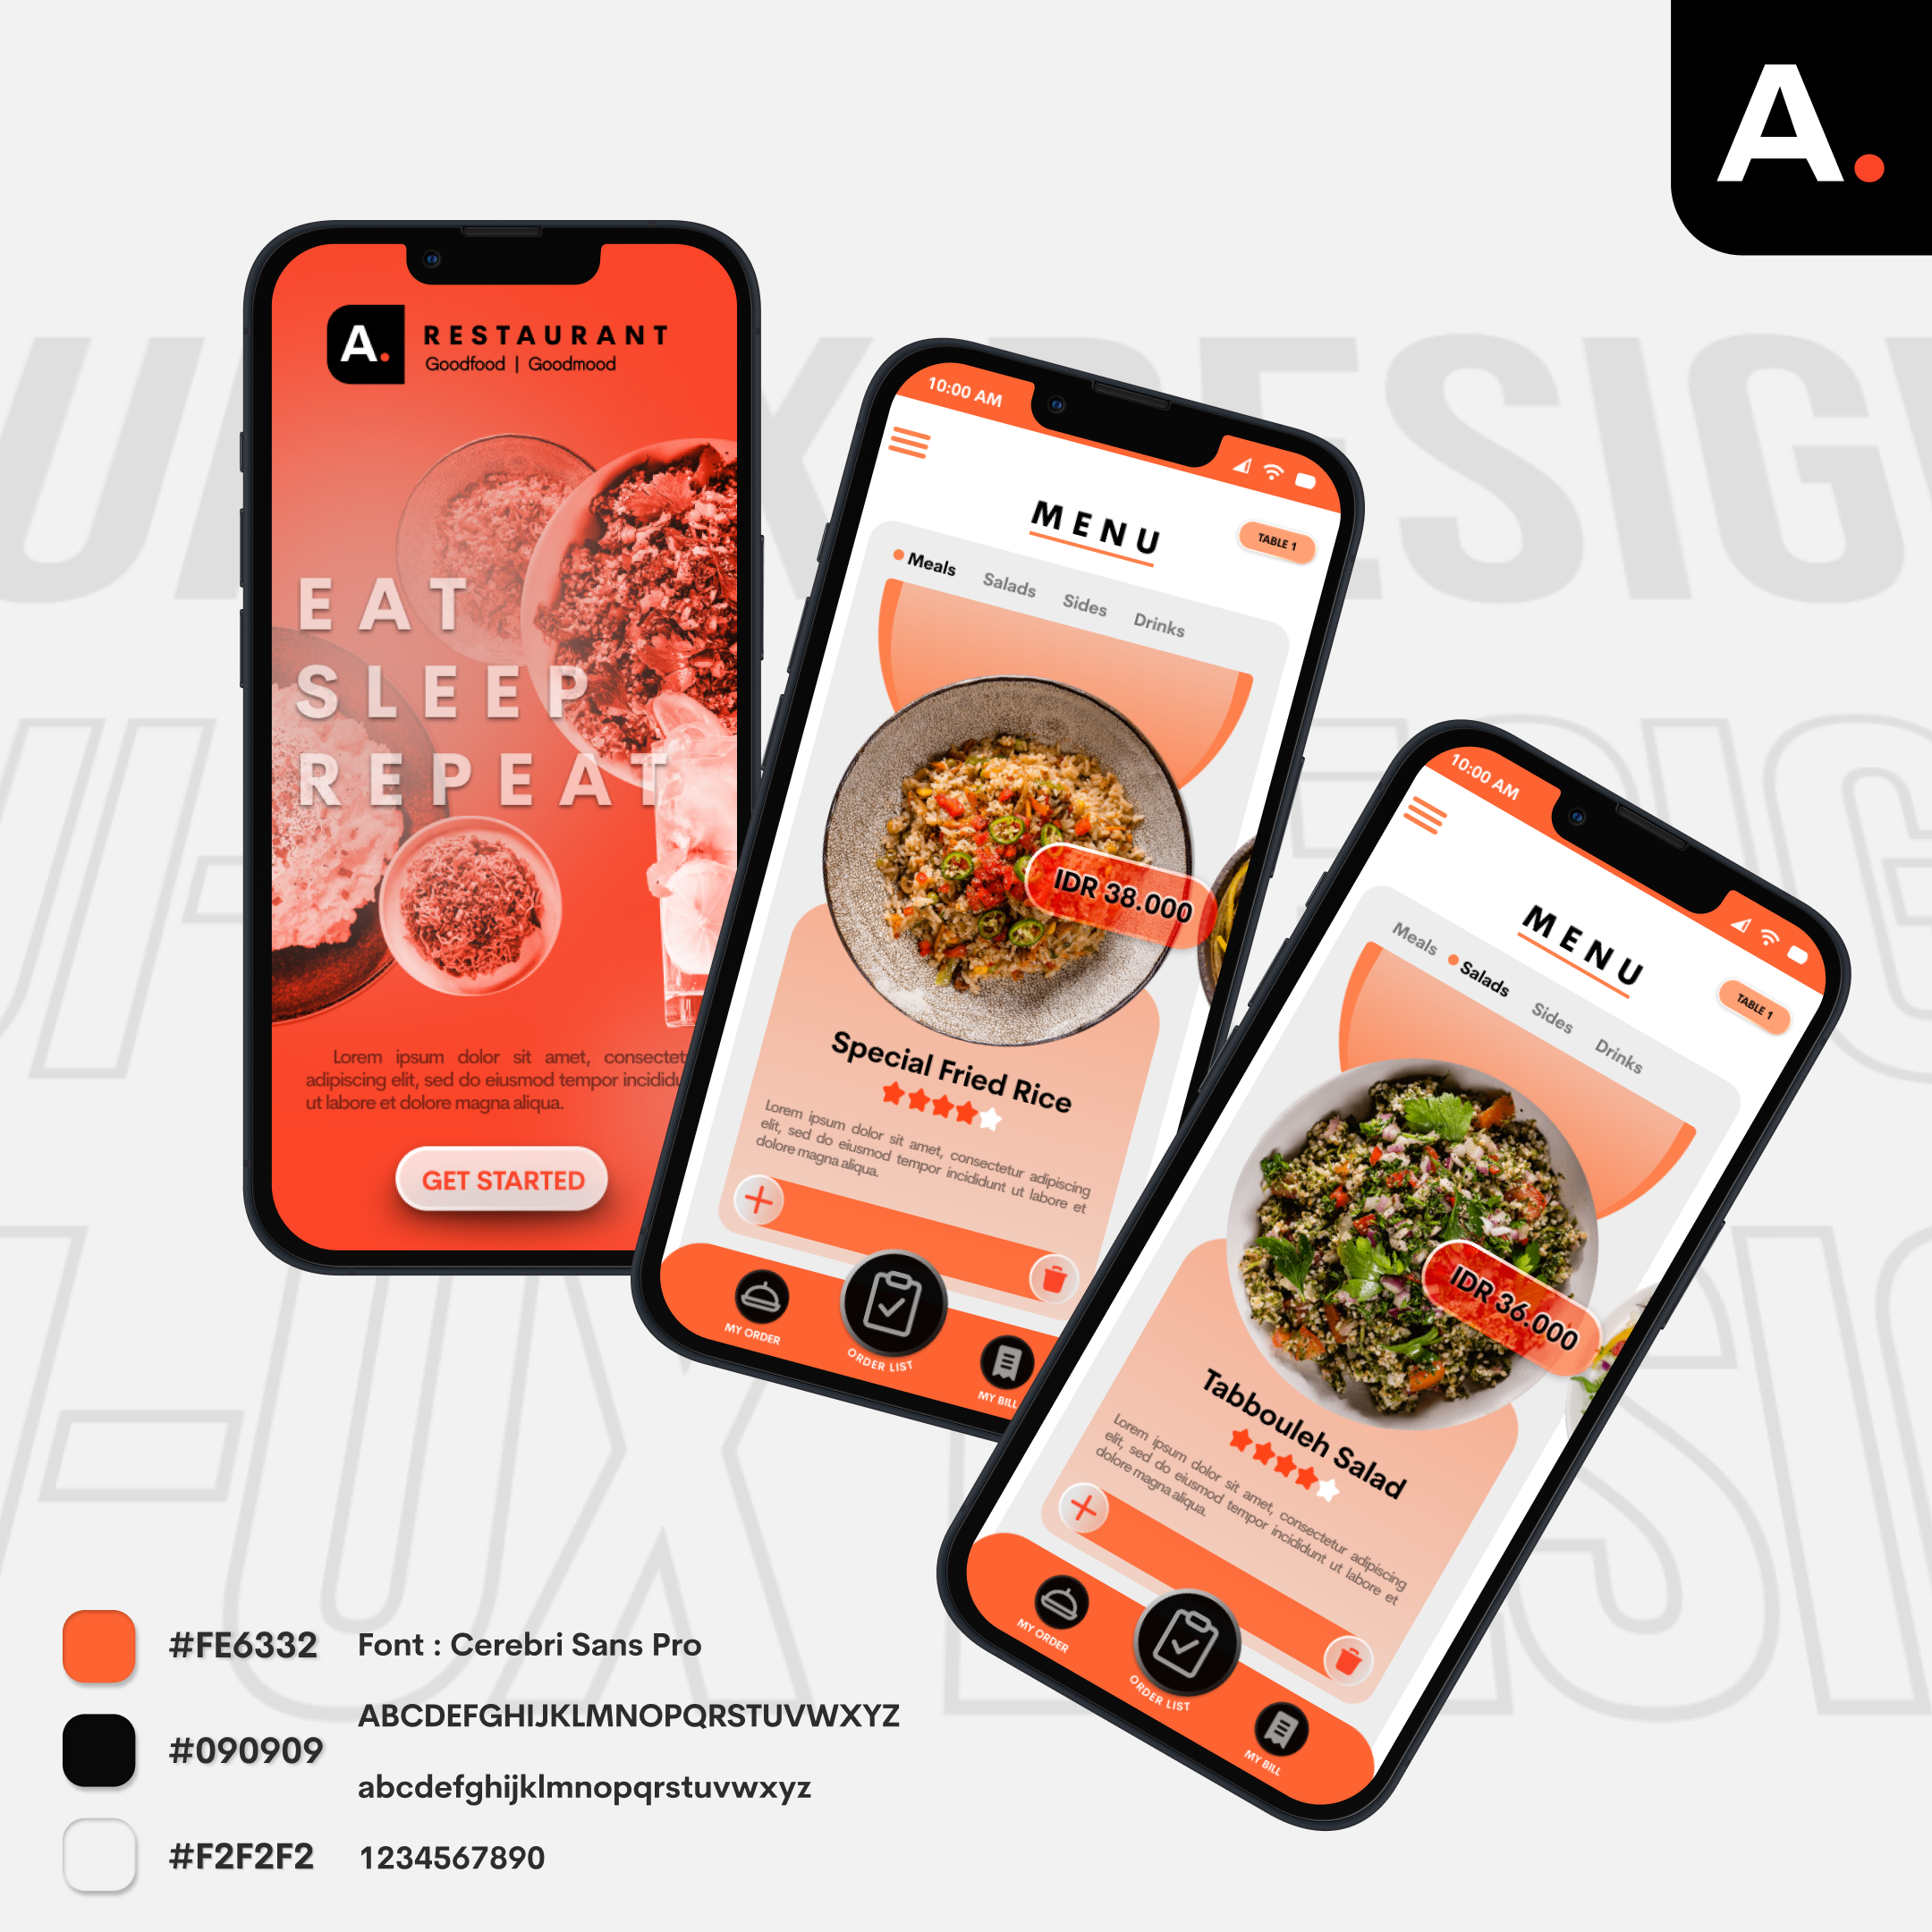 A.
UI-UX DESIGN
A.
RESTAURANT
Goodfood | Goodmood
EAT
SLEEP
REPEAT
Lorem ipsum dolor sit amet,
adipiscing elit, sed do eiusmod tempor
ut labore et dolore magna aliqua.
GET STARTED
10:00 AM
MENU
TABLE 1
Meals Salads Sides Drinks
IDR 38.000
Special Fried Rice
Lorem ipsum dolor sit amet, consectetur adipiscing
elit, sed do eiusmod tempor incididunt ut labore et
dolore magna aliqua.
MY ORDER
ORDER LIST
MY BILL
10:00 AM
MENU
TABLE 1
Meals Salads Sides Drinks
IDR 36.000
Tabbouleh Salad
Lorem ipsum dolor sit amet, consectetur adipiscing
elit, sed do eiusmod tempor incididunt ut labore et
dolore magna aliqua.
MY ORDER
ORDER LIST
MY BILL
#FE6332
Font : Cerebri Sans Pro
ABCDEFGHIJKLMNOPQRSTUVWXYZ
#090909
abcdefghijklmnopqrstuvwxyz
#F2F2F2
1234567890